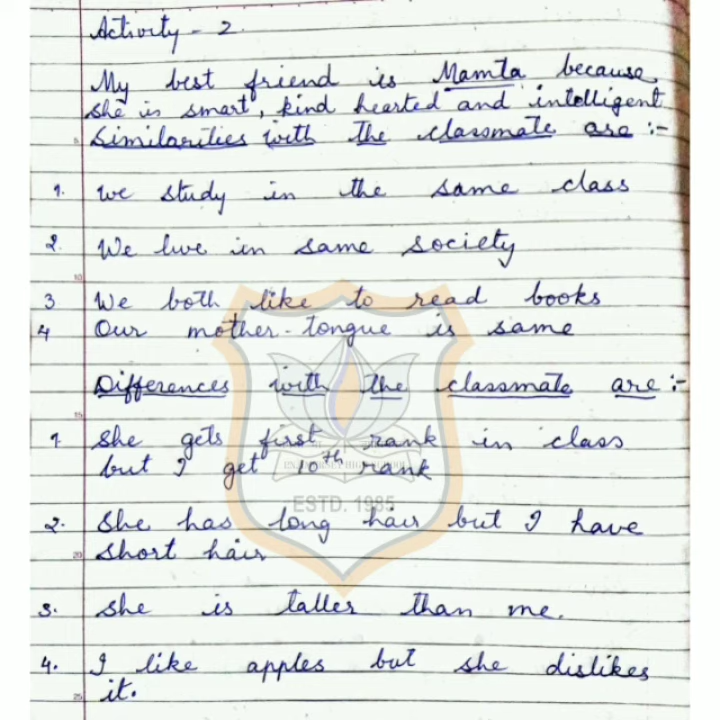 Activity - 2.
My best friend is Mamta because
she is smart, kind hearted and intelligent
Similarities with the classmate are :-
1. we study in the same class
2. We live in same society
3 We both like to read books
4 Our mother-tongue is same
Differences with the classmate are :-
1. She gets first rank in class
but I get 10th rank
ESTD. 1985
2. She has long hair but I have
short hair
3. she is taller than me.
4. I like apples but she dislikes
it.